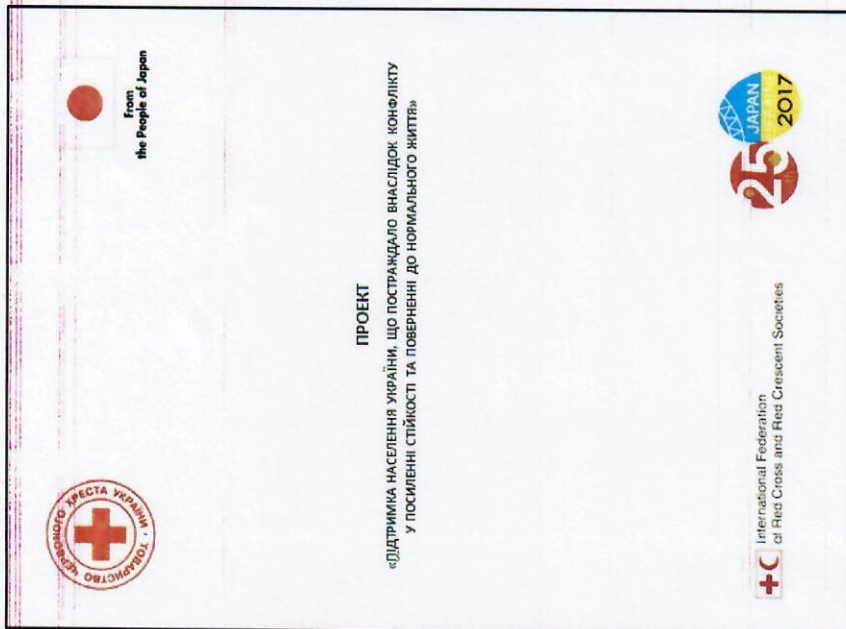 ТОВАРИСТВО ЧЕРВОНОГО ХРЕСТА УКРАЇНИ
From
the People of Japan
ПРОЕКТ
«ПІДТРИМКА НАСЕЛЕННЯ УКРАЇНИ, ЩО ПОСТРАЖДАЛО ВНАСЛІДОК КОНФЛІКТУ
У ПОСИЛЕННІ СТІЙКОСТІ ТА ПОВЕРНЕННІ ДО НОРМАЛЬНОГО ЖИТТЯ»
International Federation
of Red Cross and Red Crescent Societies
25th
JAPAN
2017